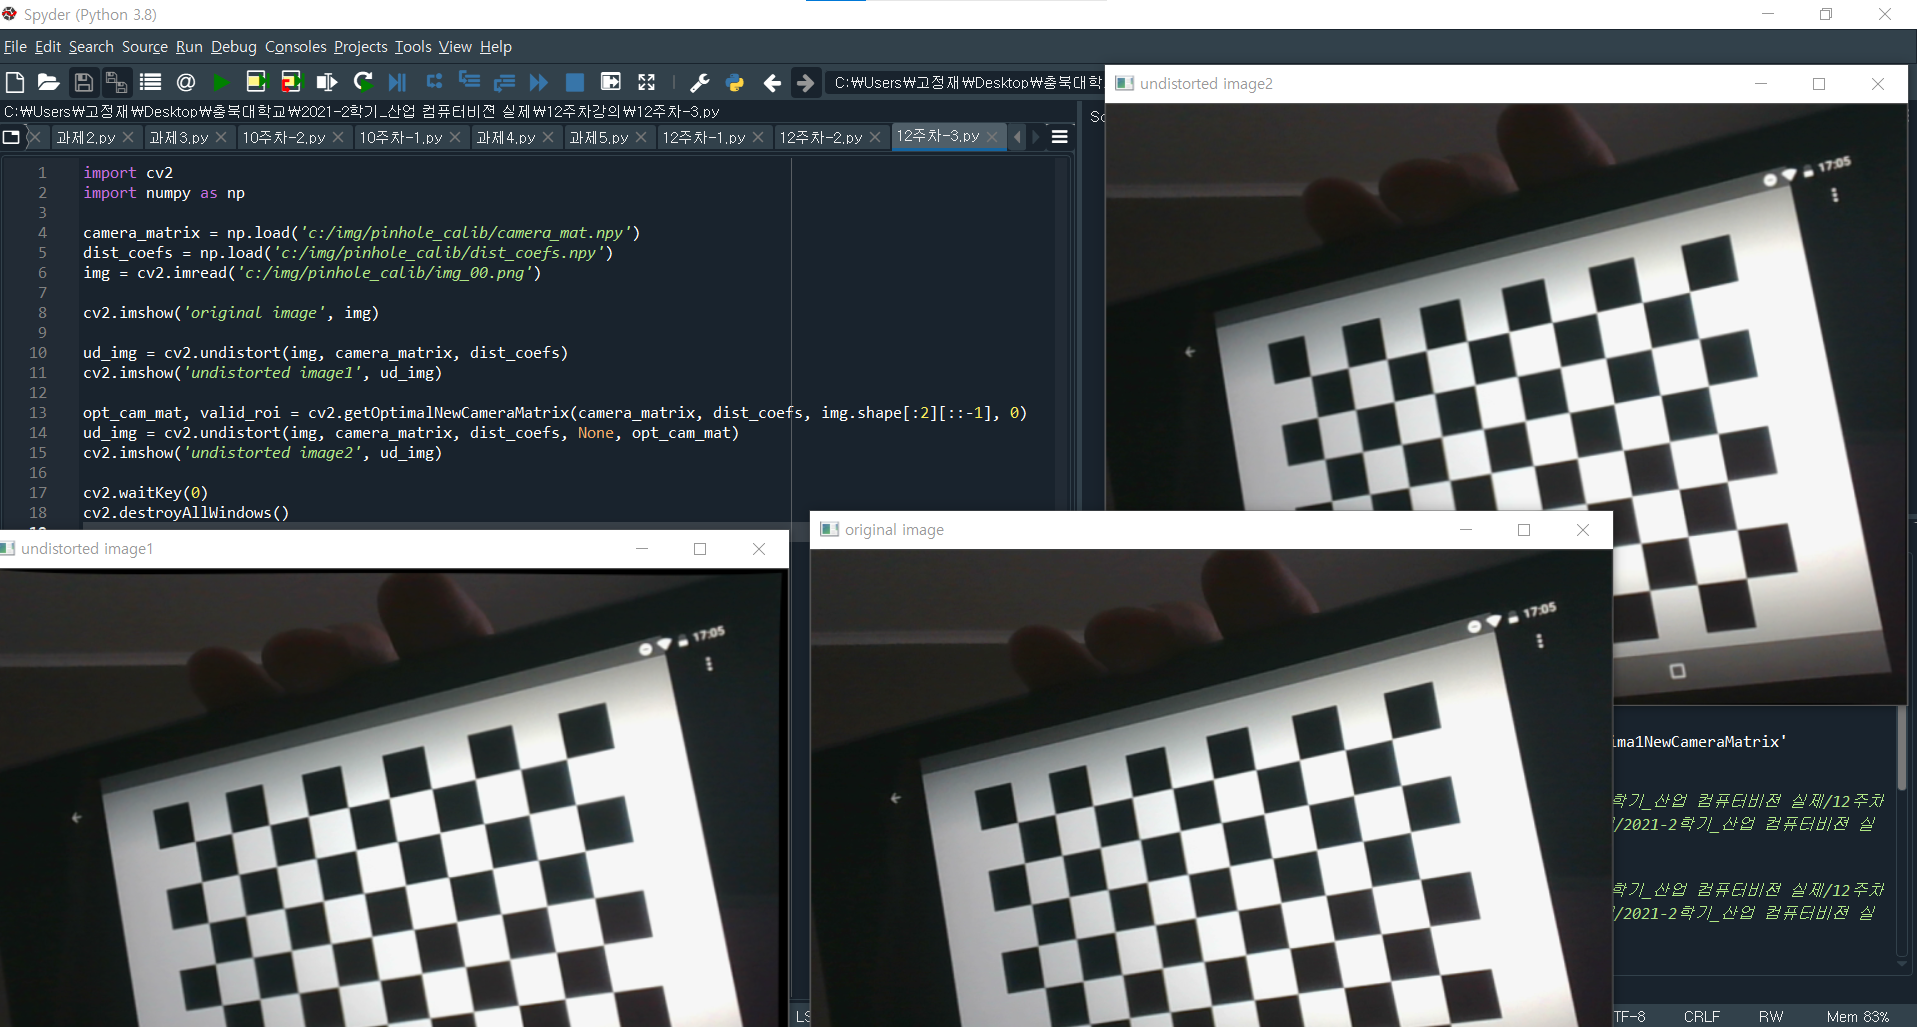 Spyder (Python 3.8)
File Edit Search Source Run Debug Consoles Projects Tools View Help
C:₩Users₩고정재₩Desktop₩충북대학
C:₩Users₩고정재₩Desktop₩충북대학교₩2021-2학기_산업 컴퓨터비젼 실제₩12주차강의₩12주차-3.py
과제2.py 과제3.py 10주차-2.py 10주차-1.py 과제4.py 과제5.py 12주차-1.py 12주차-2.py 12주차-3.py
1 import cv2
2 import numpy as np
3
4 camera_matrix = np.load('c:/img/pinhole_calib/camera_mat.npy')
5 dist_coefs = np.load('c:/img/pinhole_calib/dist_coefs.npy')
6 img = cv2.imread('c:/img/pinhole_calib/img_00.png')
7
8 cv2.imshow('original image', img)
9
10 ud_img = cv2.undistort(img, camera_matrix, dist_coefs)
11 cv2.imshow('undistorted image1', ud_img)
12
13 opt_cam_mat, valid_roi = cv2.getOptimalNewCameraMatrix(camera_matrix, dist_coefs, img.shape[:2][::-1], 0)
14 ud_img = cv2.undistort(img, camera_matrix, dist_coefs, None, opt_cam_mat)
15 cv2.imshow('undistorted image2', ud_img)
16
17 cv2.waitKey(0)
18 cv2.destroyAllWindows()
undistorted image2
17:05
undistorted image1
17:05
original image
17:05
ima1NewCameraMatrix'
학기_산업 컴퓨터비젼 실제/12주차
/2021-2학기_산업 컴퓨터비젼 실
학기_산업 컴퓨터비젼 실제/12주차
/2021-2학기_산업 컴퓨터비젼 실
LS
TF-8 CRLF RW Mem 83%